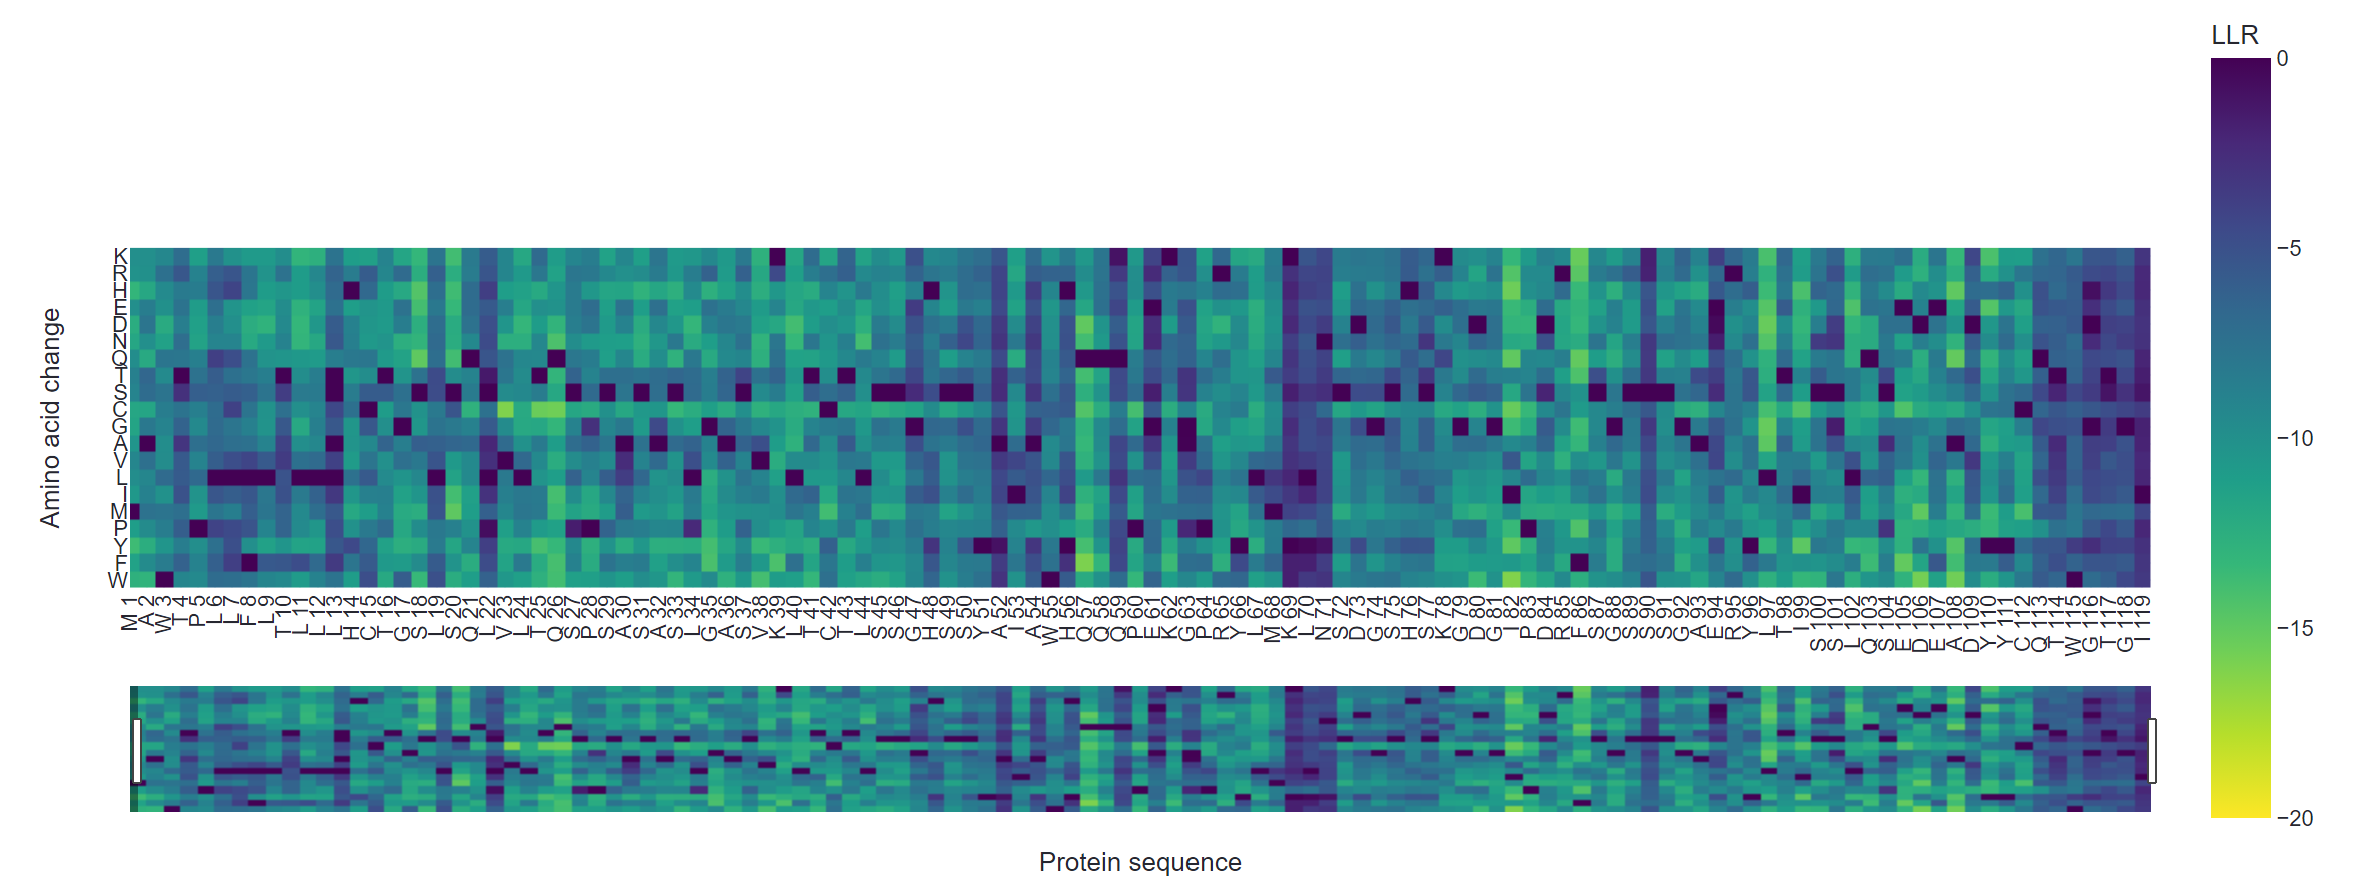 LLR
0
−5
−10
−15
−20
Amino acid change
K
R
H
E
D
N
Q
T
S
C
G
A
V
L
I
M
P
Y
F
W
M 1
A 2
W 3
T 4
P 5
L 6
L 7
F 8
L 9
T 10
L 11
L 12
L 13
H 14
C 15
T 16
G 17
S 18
L 19
S 20
Q 21
L 22
V 23
L 24
T 25
Q 26
S 27
P 28
S 29
A 30
S 31
A 32
S 33
L 34
G 35
A 36
S 37
V 38
K 39
L 40
T 41
C 42
T 43
L 44
S 45
S 46
G 47
H 48
S 49
S 50
Y 51
A 52
I 53
A 54
W 55
H 56
Q 57
Q 58
Q 59
P 60
E 61
K 62
G 63
P 64
R 65
Y 66
L 67
M 68
K 69
L 70
N 71
S 72
D 73
G 74
S 75
H 76
S 77
K 78
G 79
D 80
G 81
I 82
P 83
D 84
R 85
F 86
S 87
G 88
S 89
S 90
S 91
G 92
A 93
E 94
R 95
Y 96
L 97
T 98
I 99
S 100
S 101
L 102
Q 103
S 104
E 105
D 106
E 107
A 108
D 109
Y 110
Y 111
C 112
Q 113
T 114
W 115
G 116
T 117
G 118
I 119
Protein sequence